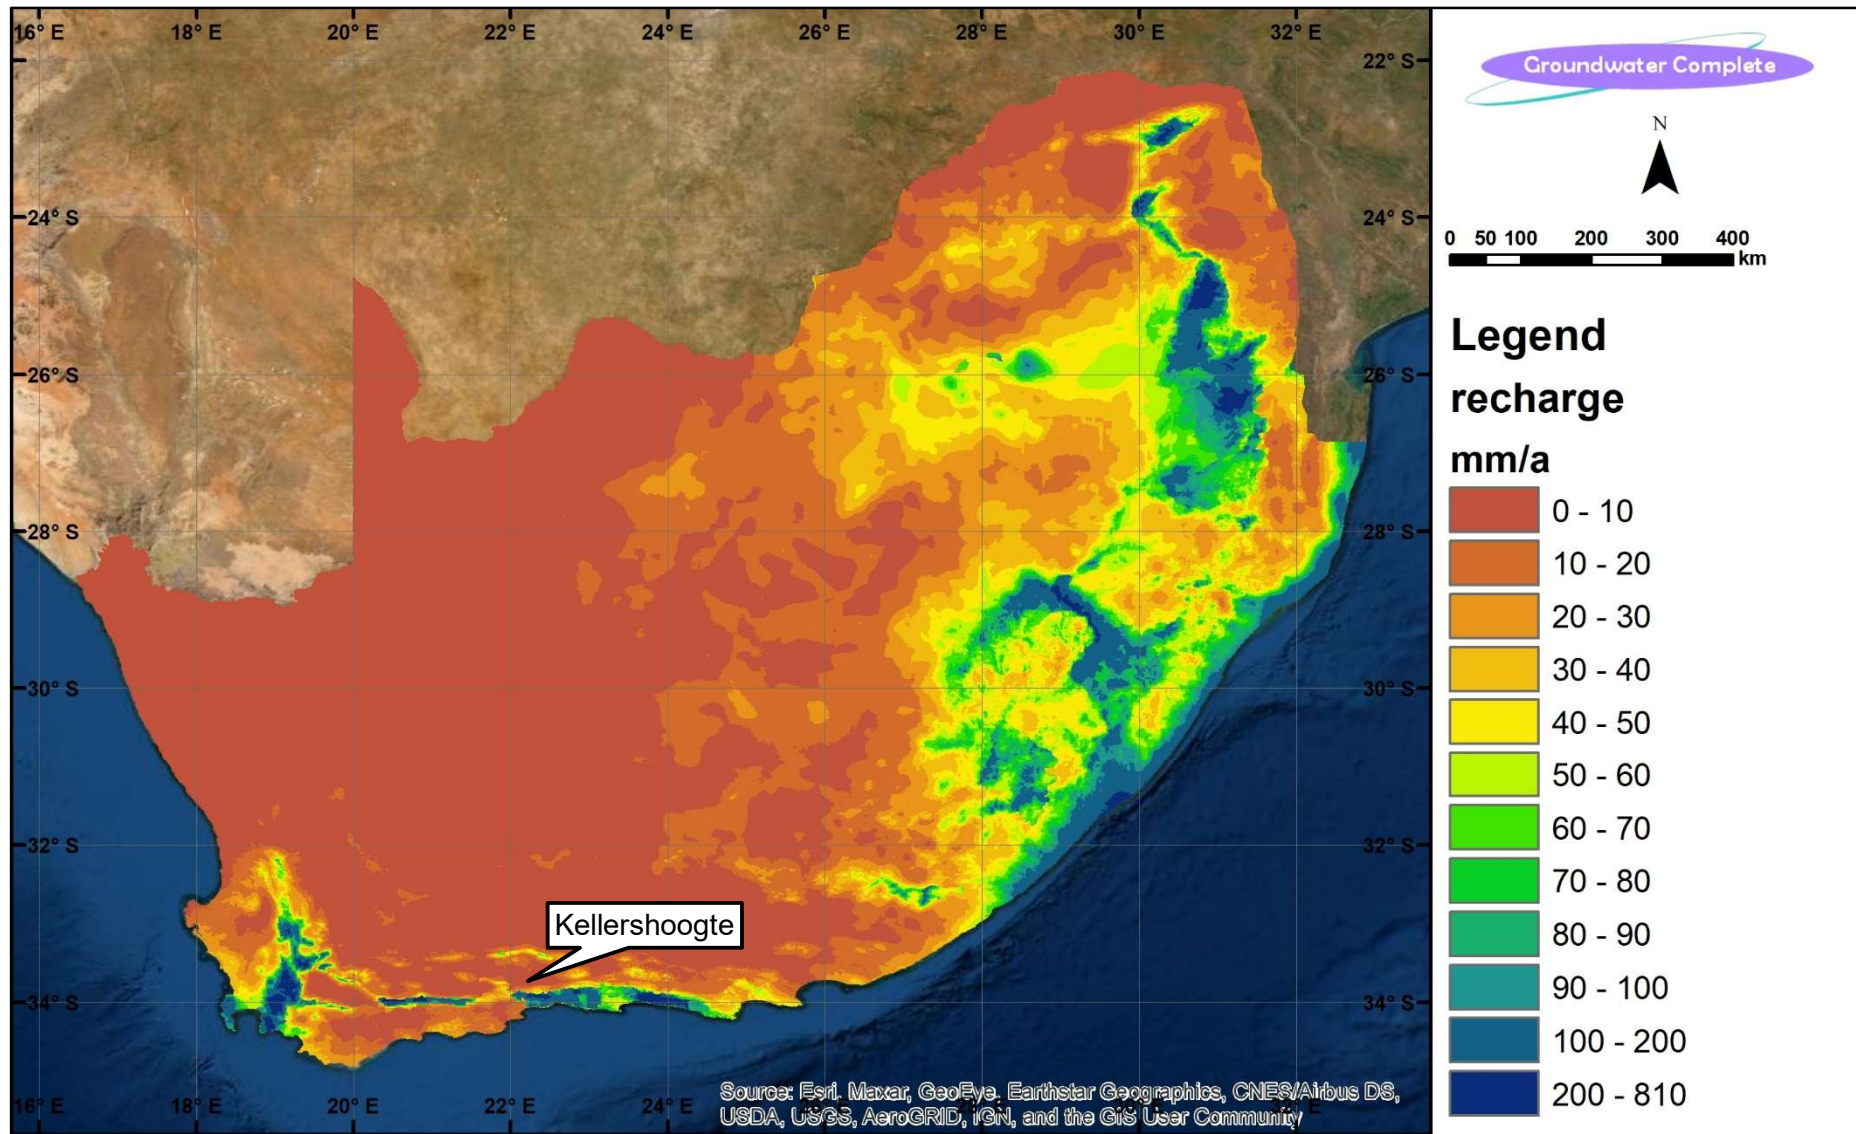 16° E 18° E 20° E 22° E 24° E 26° E 28° E 30° E 32° E
22° S
24° S 24° S
26° S 26° S
28° S 28° S
30° S 30° S
32° S 32° S
Kellershoogte
34° S 34° S
Source: Esri, Maxar, GeoEye, Earthstar Geographics, CNES/Airbus DS,
USDA, USGS, AeroGRID, IGN, and the GIS User Community
16° E 18° E 20° E 22° E 24° E 26° E 28° E 30° E 32° E
Groundwater Complete
N
0 50 100 200 300 400
km
Legend
recharge
mm/a
0 - 10
10 - 20
20 - 30
30 - 40
40 - 50
50 - 60
60 - 70
70 - 80
80 - 90
90 - 100
100 - 200
200 - 810